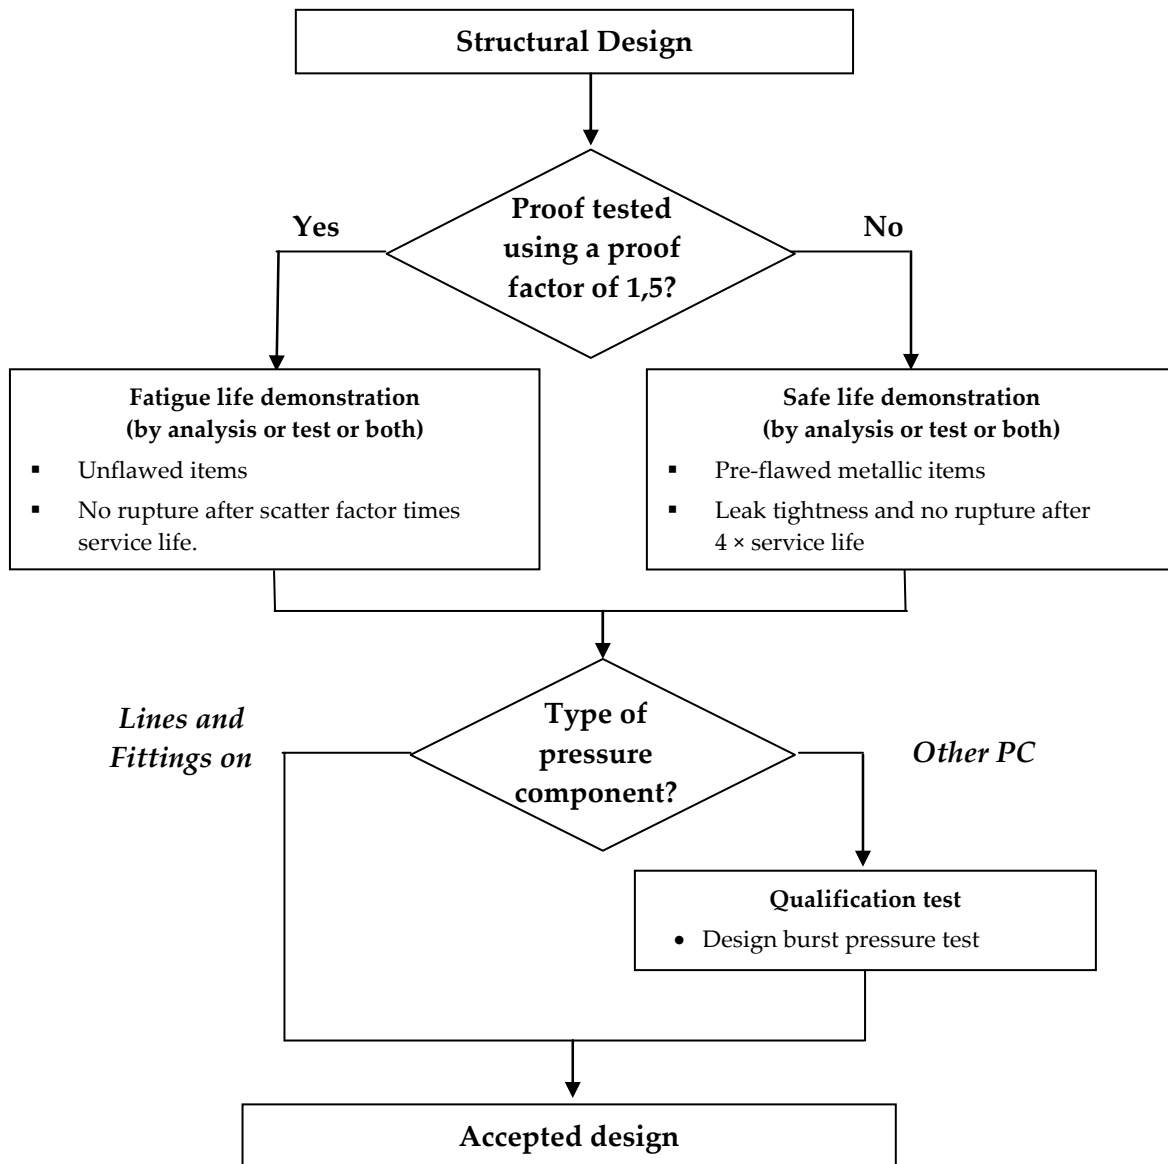 Structural Design
Proof tested
using a proof
factor of 1,5?
Yes
No
Fatigue life demonstration
(by analysis or test or both)
▪ Unflawed items
▪ No rupture after scatter factor times
service life.
Safe life demonstration
(by analysis or test or both)
▪ Pre-flawed metallic items
▪ Leak tightness and no rupture after
4 × service life
Type of
pressure
component?
Lines and
Fittings on
Other PC
Qualification test
• Design burst pressure test
Accepted design